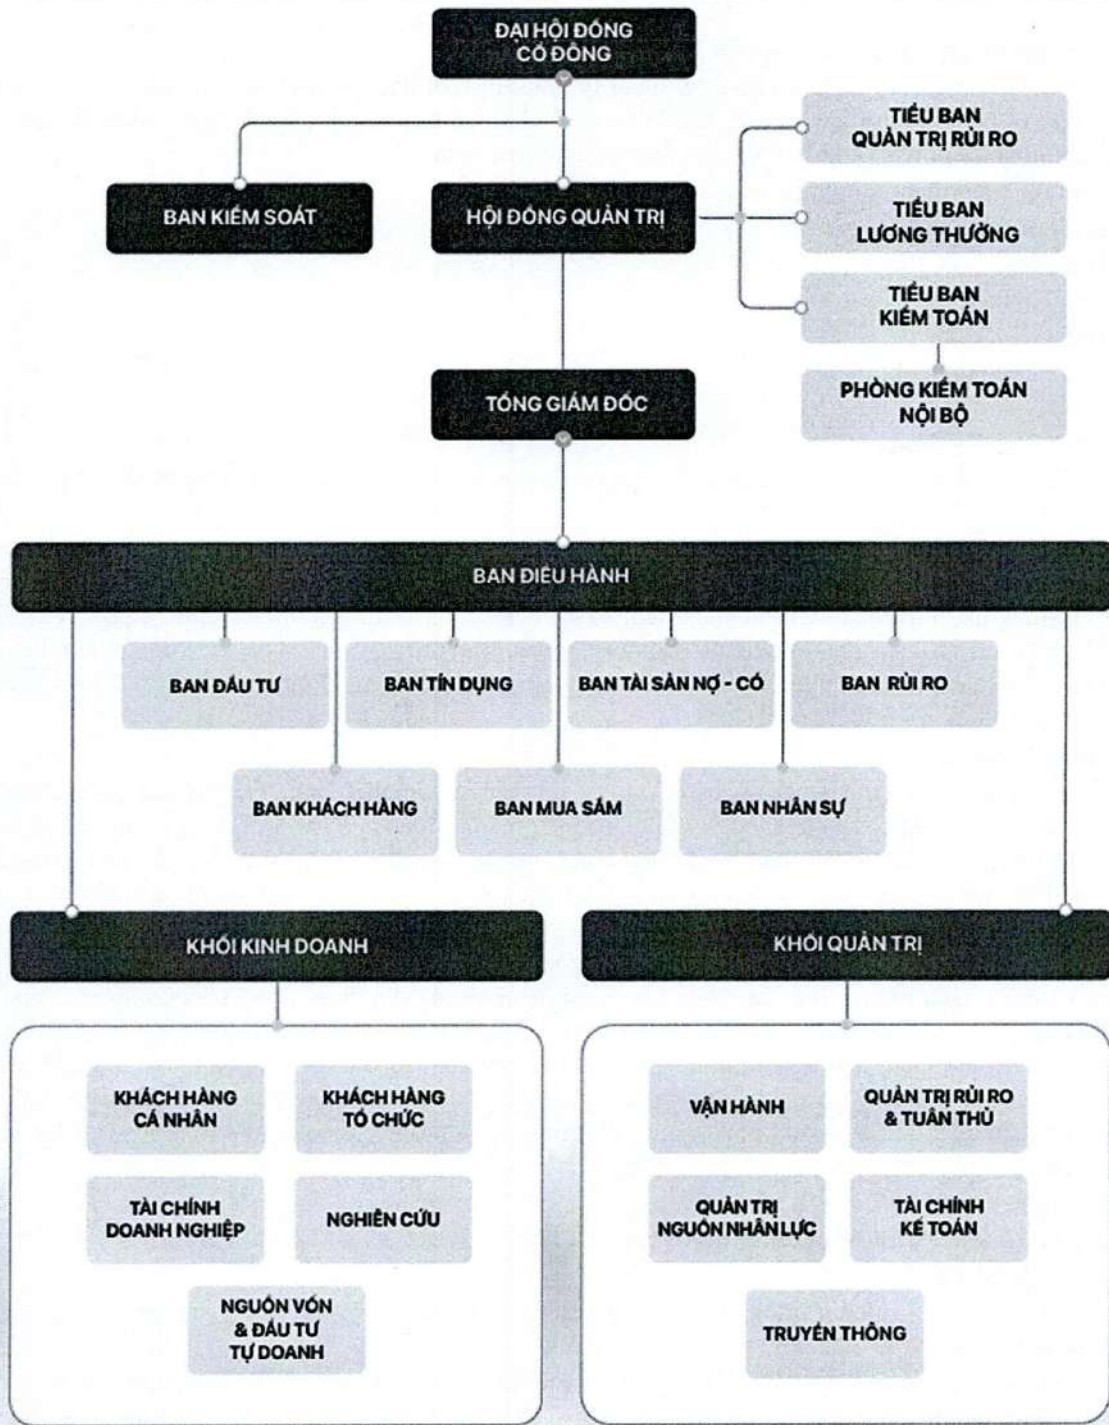 ĐẠI HỘI ĐỒNG
CỔ ĐÔNG
TIỂU BAN
QUẢN TRỊ RỦI RO
BAN KIỂM SOÁT
HỘI ĐỒNG QUẢN TRỊ
TIỂU BAN
LƯƠNG THƯỞNG
TIỂU BAN
KIỂM TOÁN
TỔNG GIÁM ĐỐC
PHÒNG KIỂM TOÁN
NỘI BỘ
BAN ĐIỀU HÀNH
BAN ĐẦU TƯ
BAN TÍN DỤNG
BAN TÀI SẢN NỢ - CÓ
BAN RỦI RO
BAN KHÁCH HÀNG
BAN MUA SẮM
BAN NHÂN SỰ
KHỐI KINH DOANH
KHỐI QUẢN TRỊ
KHÁCH HÀNG
CÁ NHÂN
KHÁCH HÀNG
TỔ CHỨC
TÀI CHÍNH
DOANH NGHIỆP
NGHIÊN CỨU
NGUỒN VỐN
& ĐẦU TƯ
TỰ DOANH
VẬN HÀNH
QUẢN TRỊ RỦI RO
& TUÂN THỦ
QUẢN TRỊ
NGUỒN NHÂN LỰC
TÀI CHÍNH
KẾ TOÁN
TRUYỀN THÔNG